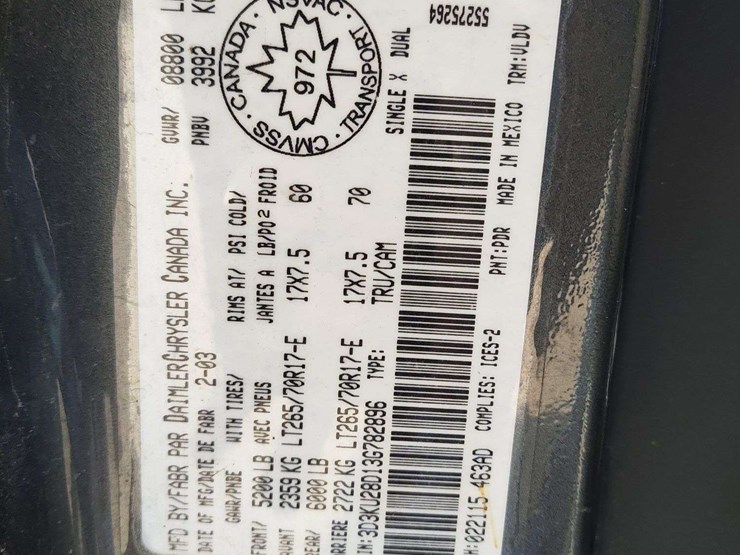 MFD BY/FABR PAR DAIMLERCHRYSLER CANADA INC.
DATE OF MFG/DATE DE FABR 2-03
GVWR/ 08800
PNBV 3992
GAWR/PNBE WITH TIRES/ RIMS AT/ PSI COLD/
FRONT/ 5200 LB AVEC PNEUS JANTES A LB/PO2 FROID
AVANT 2359 KG LT265/70R17-E 17X7.5 60
REAR/ 6000 LB
ARRIERE 2722 KG LT265/70R17-E 17X7.5 70
IN:3D3KU28D13G782896 TYPE: TRU/CAM SINGLE X DUAL
CANADA · TRANSPORT · CMVSS · NSVAC ·
972
H:022115 463AD COMPLIES: ICES-2 PNT:PDR MADE IN MEXICO TRM:VLDV
55275264